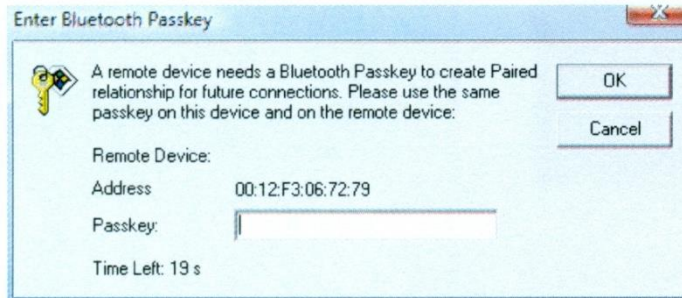 Enter Bluetooth Passkey
A remote device needs a Bluetooth Passkey to create Paired
relationship for future connections. Please use the same
passkey on this device and on the remote device:
OK
Cancel
Remote Device:
Address 00:12:F3:06:72:79
Passkey:
Time Left: 19 s